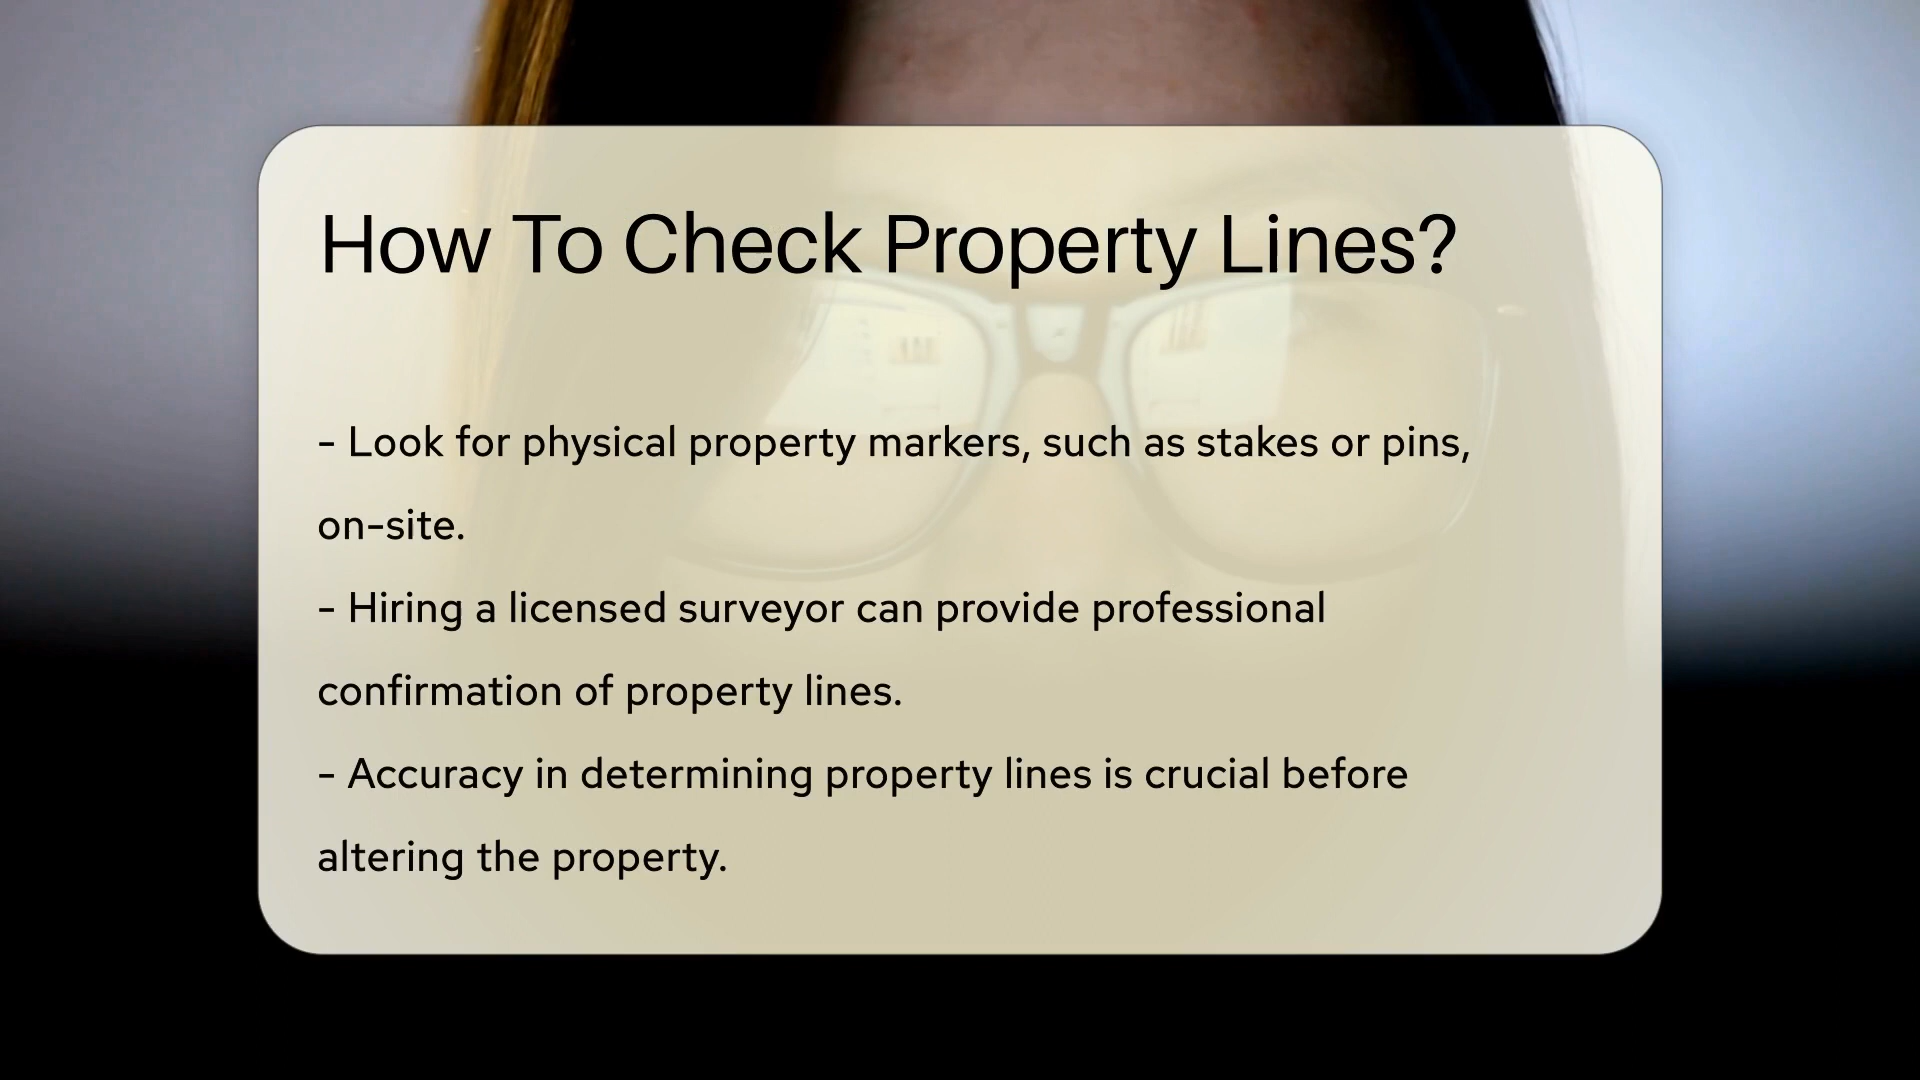 How To Check Property Lines?
- Look for physical property markers, such as stakes or pins,
on-site.
- Hiring a licensed surveyor can provide professional
confirmation of property lines.
- Accuracy in determining property lines is crucial before
altering the property.